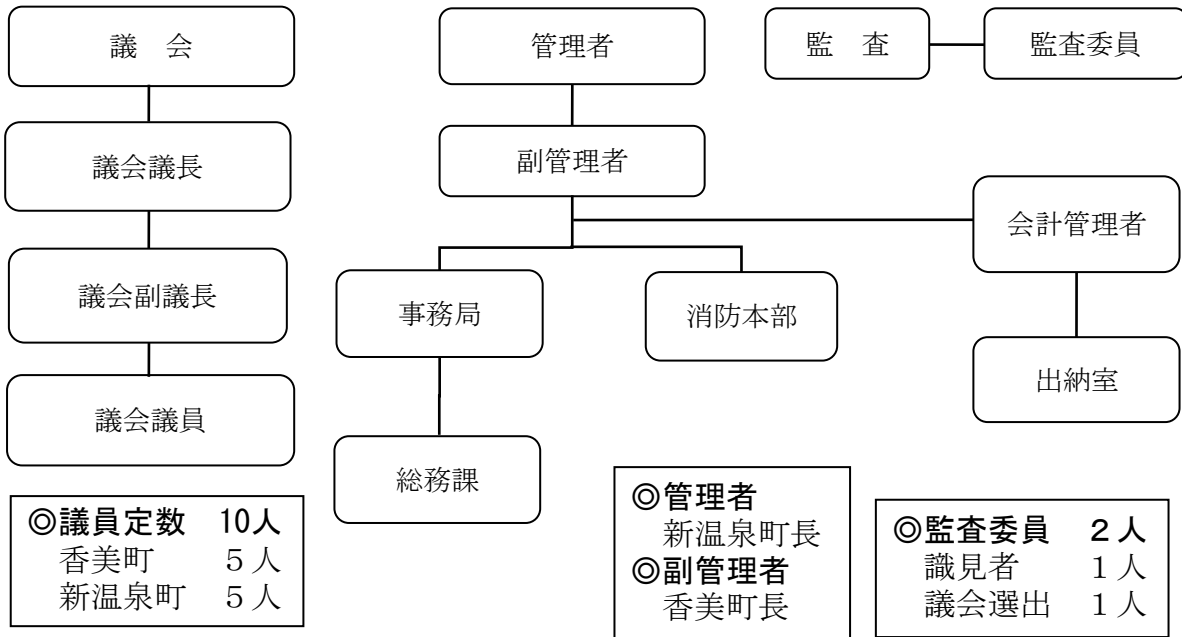 議　会
管理者
監　査
監査委員
議会議長
副管理者
会計管理者
議会副議長
事務局
消防本部
出納室
議会議員
総務課
◎議員定数　10人
香美町　５人
新温泉町　５人
◎管理者
新温泉町長
◎副管理者
香美町長
◎監査委員　２人
識見者　１人
議会選出　１人